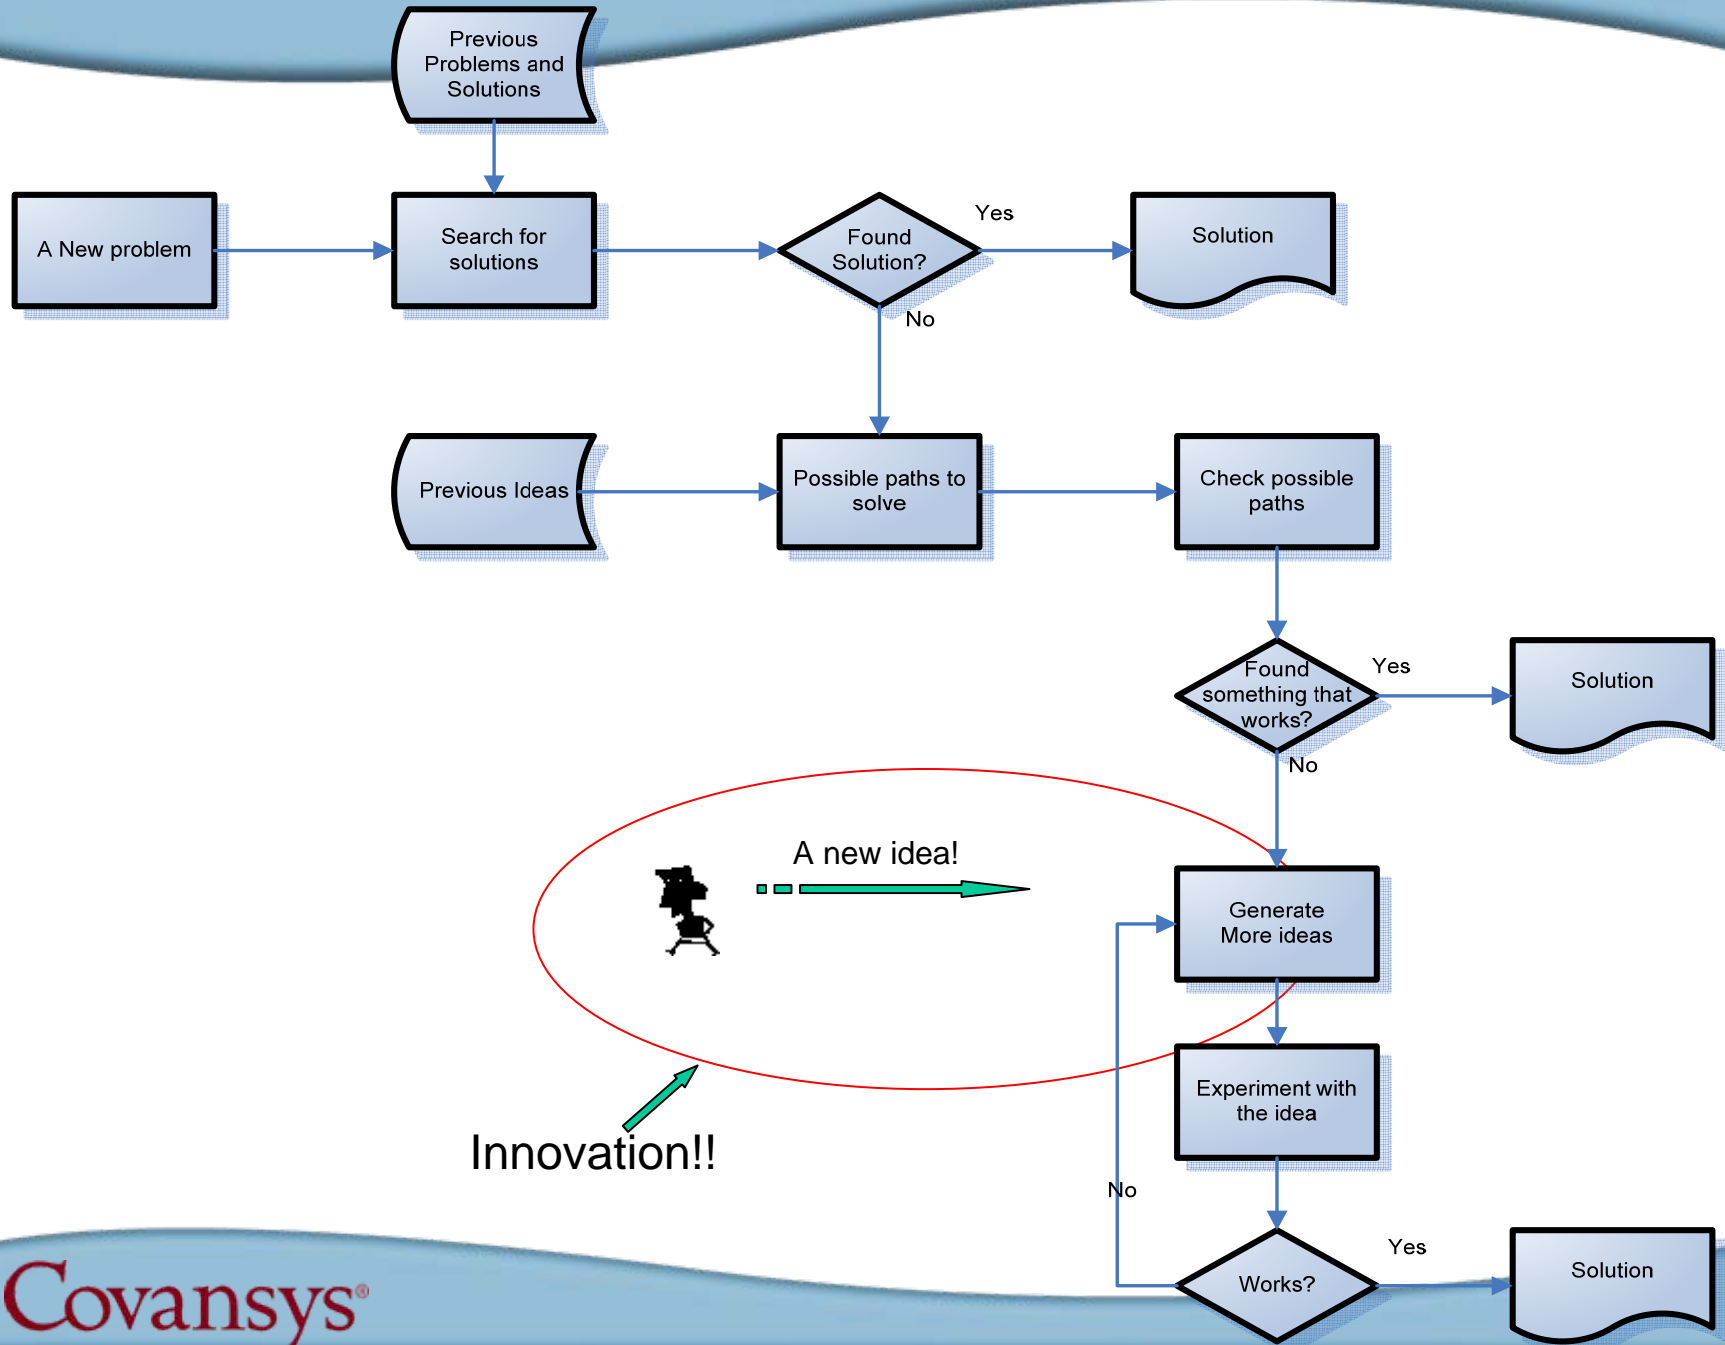 Previous
Problems and
Solutions
A New problem
Search for
solutions
Found
Solution?
Yes
Solution
No
Previous Ideas
Possible paths to
solve
Check possible
paths
Found
something that
works?
Yes
Solution
No
A new idea!
Generate
More ideas
Experiment with
the idea
Innovation!!
No
Works?
Yes
Solution
Covansys®